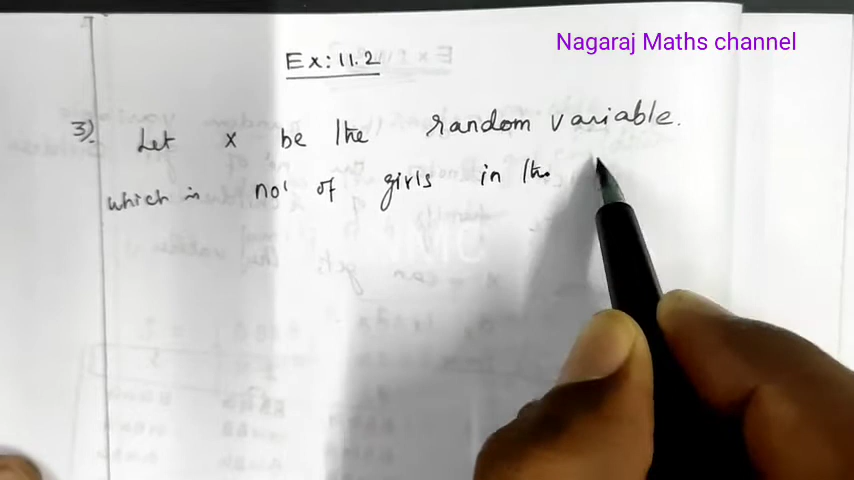 Nagaraj Maths channel
Ex: 11.2
3). Let x be the random variable.
which is no' of girls in the
NMC